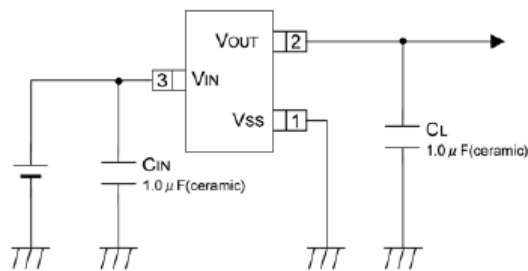 VOUT 2
3 VIN
VSS 1
CIN
1.0 μ F(ceramic)
CL
1.0 μ F(ceramic)